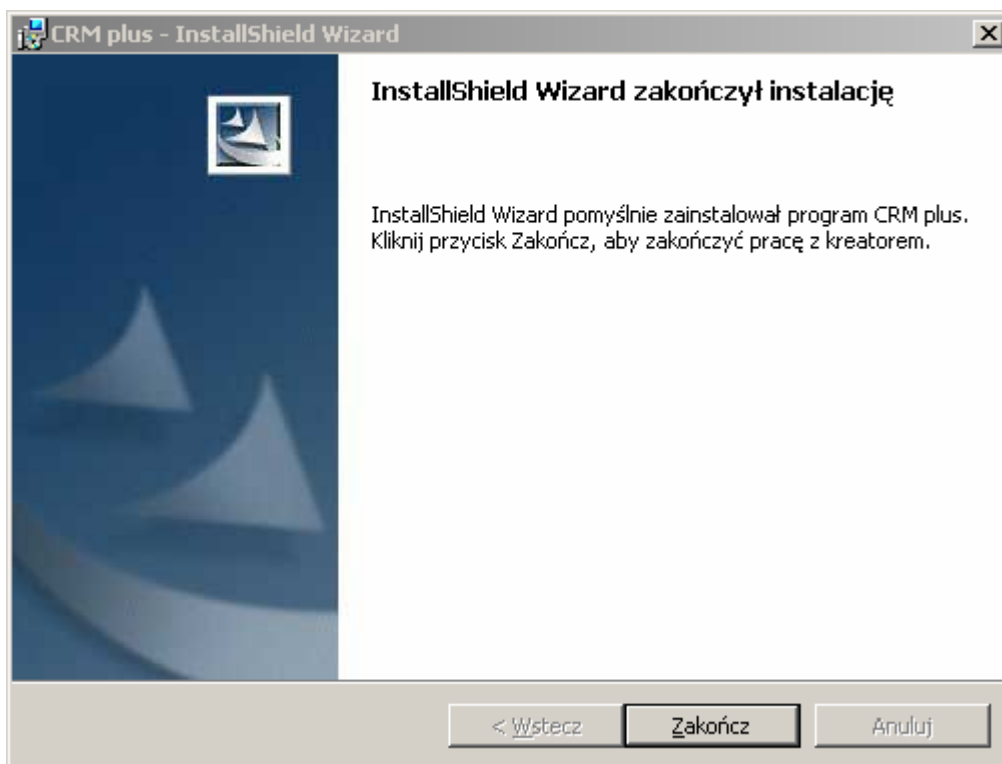 CRM plus - InstallShield Wizard
InstallShield Wizard zakończył instalację
InstallShield Wizard pomyślnie zainstalował program CRM plus.
Kliknij przycisk Zakończ, aby zakończyć pracę z kreatorem.
< Wstecz
Zakończ
Anuluj